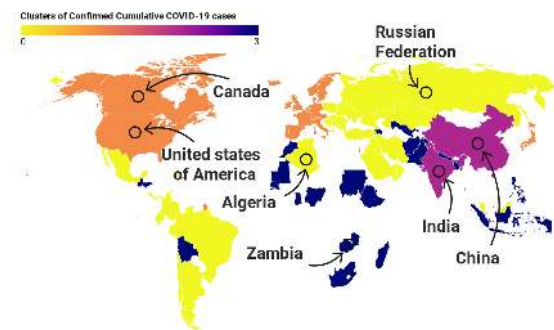 Clusters of Confirmed Cumulative COVID-19 cases
0 3
Russian
Federation
Canada
United states
of America
Algeria
Zambia
India
China